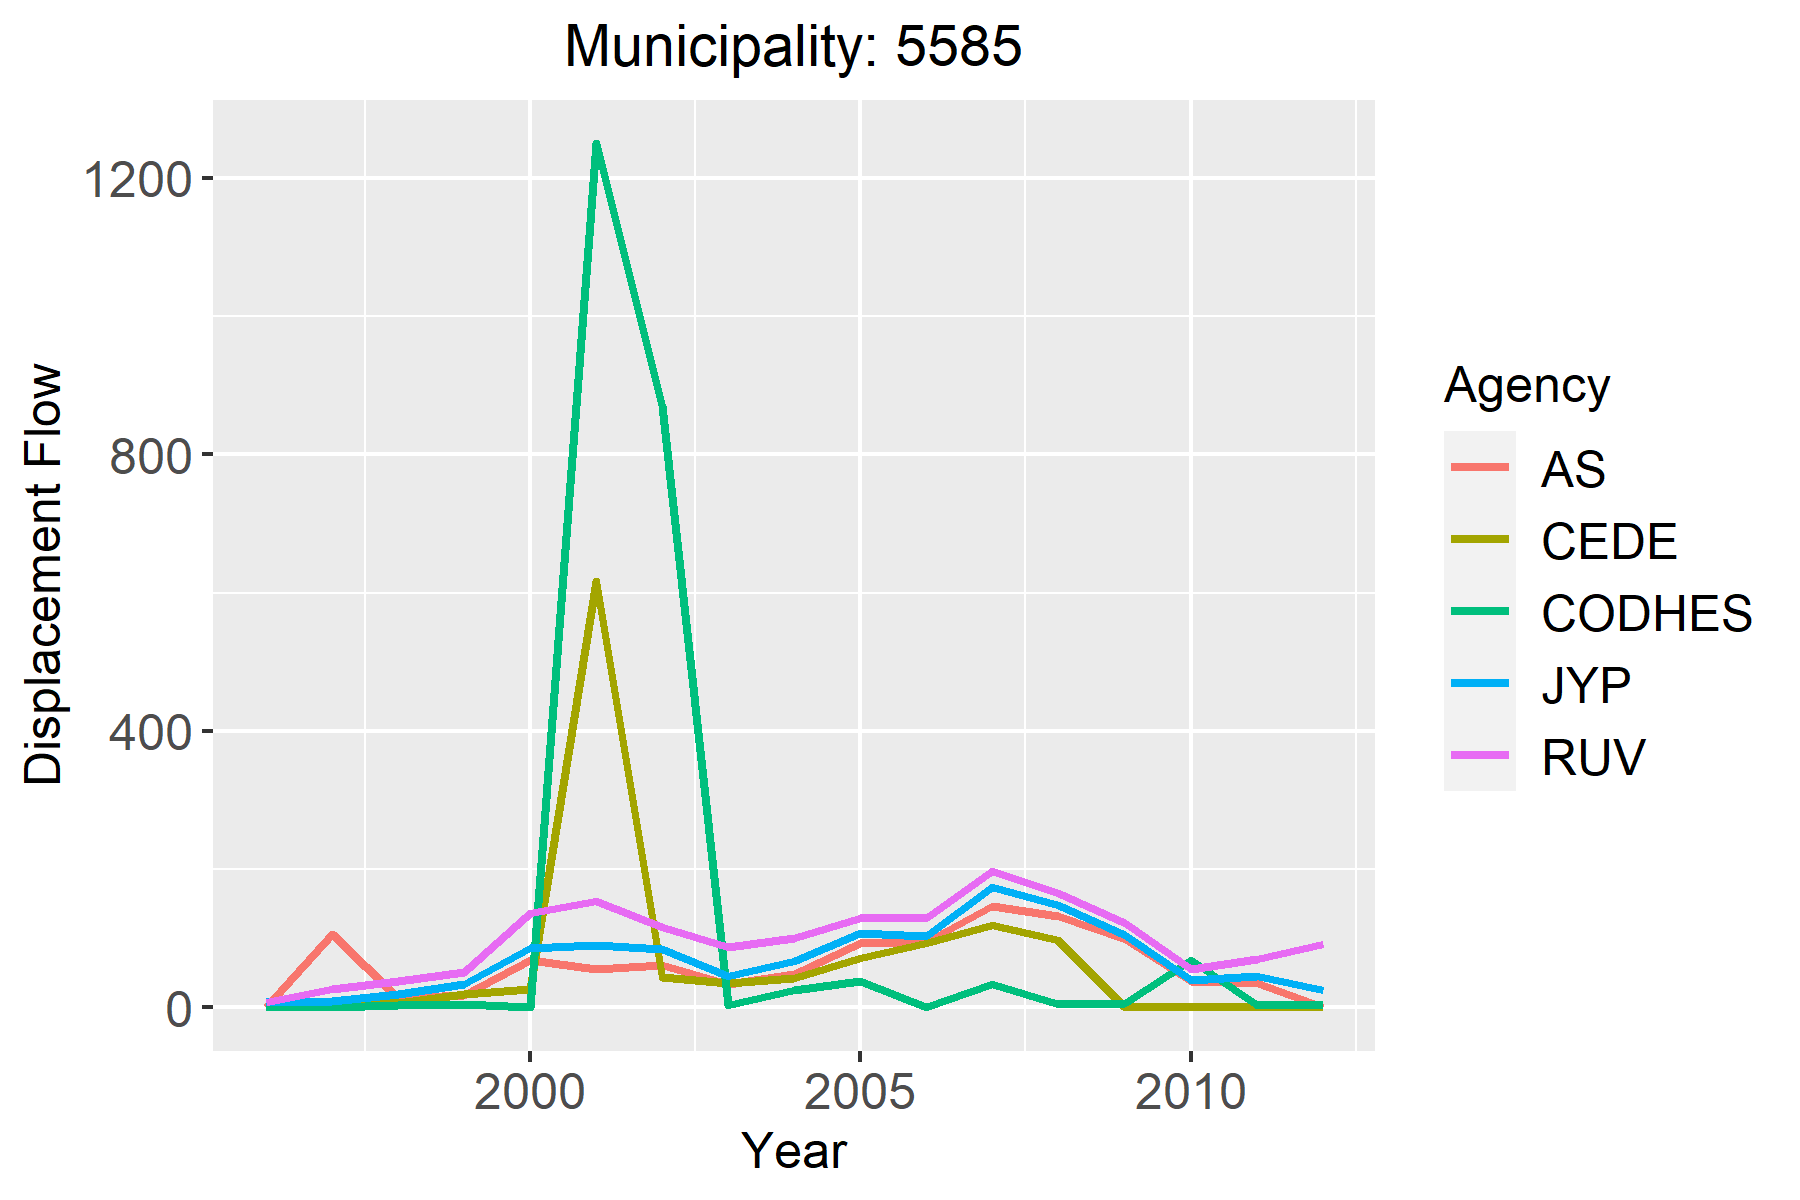 Municipality: 5585
1200
800
400
0
Displacement Flow
2000 2005 2010
Year
Agency
AS
CEDE
CODHES
JYP
RUV